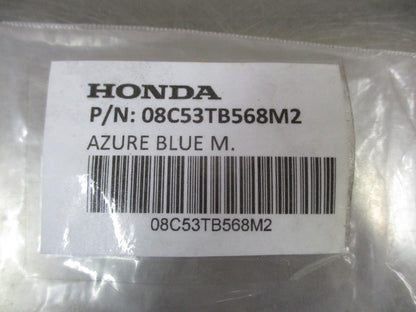 HONDA
P/N: 08C53TB568M2
AZURE BLUE M.
08C53TB568M2